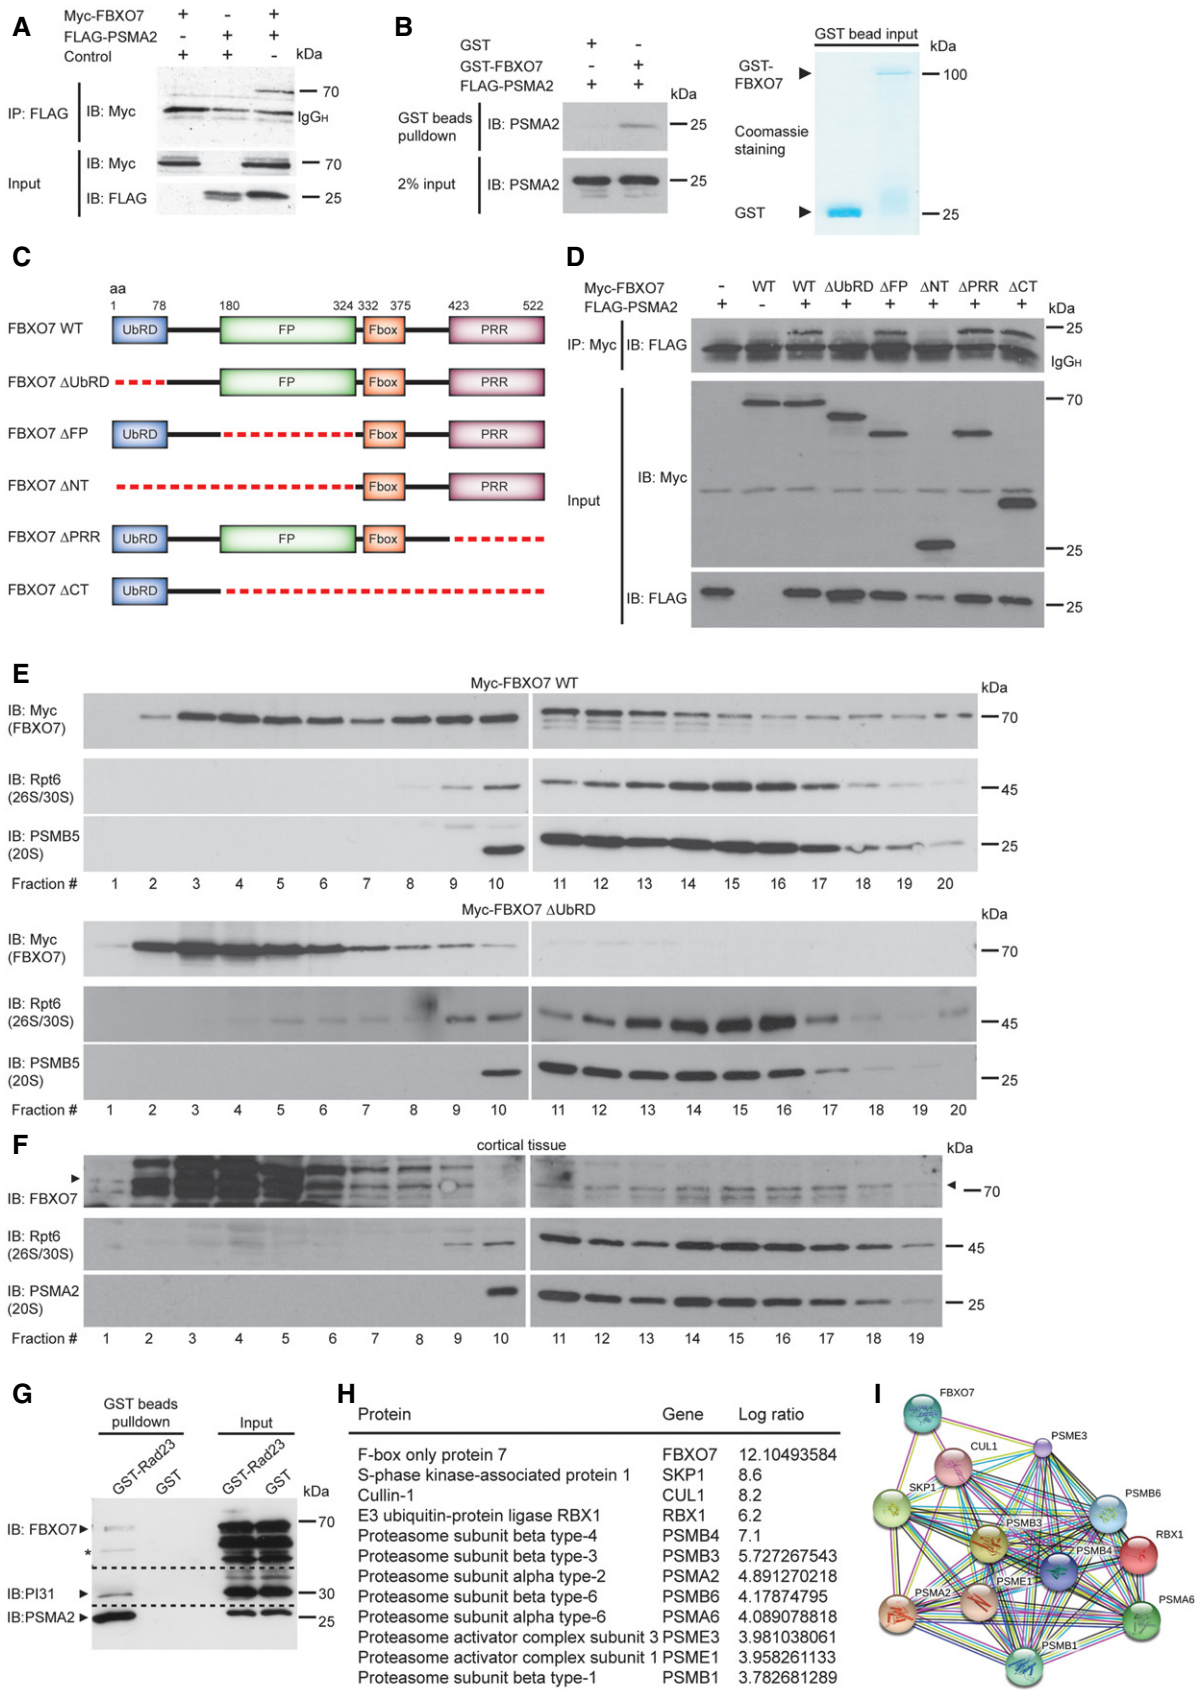 A
Myc-FBXO7 + - +
FLAG-PSMA2 - + +
Control + + - kDa
IP: FLAG IB: Myc 70
IgGH
Input IB: Myc 70
IB: FLAG 25
B
GST + -
GST-FBXO7 - +
FLAG-PSMA2 + +
kDa
GST beads pulldown IB: PSMA2 25
2% input IB: PSMA2 25
GST bead input
kDa
GST-FBXO7 100
Coomassie staining
GST 25
C
aa
1 78 180 324 332 375 423 522
FBXO7 WT UbRD FP Fbox PRR
FBXO7 ΔUbRD FP Fbox PRR
FBXO7 ΔFP UbRD Fbox PRR
FBXO7 ΔNT Fbox PRR
FBXO7 ΔPRR UbRD FP Fbox
FBXO7 ΔCT UbRD
D
Myc-FBXO7 - WT WT ΔUbRD ΔFP ΔNT ΔPRR ΔCT
FLAG-PSMA2 + - + + + + + +
kDa
IP: Myc IB: FLAG 25
IgGH
Input IB: Myc 70
25
IB: FLAG 25
E
Myc-FBXO7 WT
kDa
IB: Myc (FBXO7) 70
IB: Rpt6 (26S/30S) 45
IB: PSMB5 (20S) 25
Fraction # 1 2 3 4 5 6 7 8 9 10 11 12 13 14 15 16 17 18 19 20
Myc-FBXO7 ΔUbRD
kDa
IB: Myc (FBXO7) 70
IB: Rpt6 (26S/30S) 45
IB: PSMB5 (20S) 25
Fraction # 1 2 3 4 5 6 7 8 9 10 11 12 13 14 15 16 17 18 19 20
F
cortical tissue
kDa
IB: FBXO7 70
IB: Rpt6 (26S/30S) 45
IB: PSMA2 (20S) 25
Fraction # 1 2 3 4 5 6 7 8 9 10 11 12 13 14 15 16 17 18 19
G
GST beads pulldown Input
GST-Rad23 GST GST-Rad23 GST
kDa
IB: FBXO7 70
*
IB:PI31 30
IB:PSMA2 25
H
Protein Gene Log ratio
F-box only protein 7 FBXO7 12.10493584
S-phase kinase-associated protein 1 SKP1 8.6
Cullin-1 CUL1 8.2
E3 ubiquitin-protein ligase RBX1 RBX1 6.2
Proteasome subunit beta type-4 PSMB4 7.1
Proteasome subunit beta type-3 PSMB3 5.727267543
Proteasome subunit alpha type-2 PSMA2 4.891270218
Proteasome subunit beta type-6 PSMB6 4.17874795
Proteasome subunit alpha type-6 PSMA6 4.089078818
Proteasome activator complex subunit 3 PSME3 3.981038061
Proteasome activator complex subunit 1 PSME1 3.958261133
Proteasome subunit beta type-1 PSMB1 3.782681289
I
FBXO7
PSME3
CUL1
SKP1
PSMB6
PSMB3
RBX1
PSMB4
PSME1
PSMA2
PSMA6
PSMB1